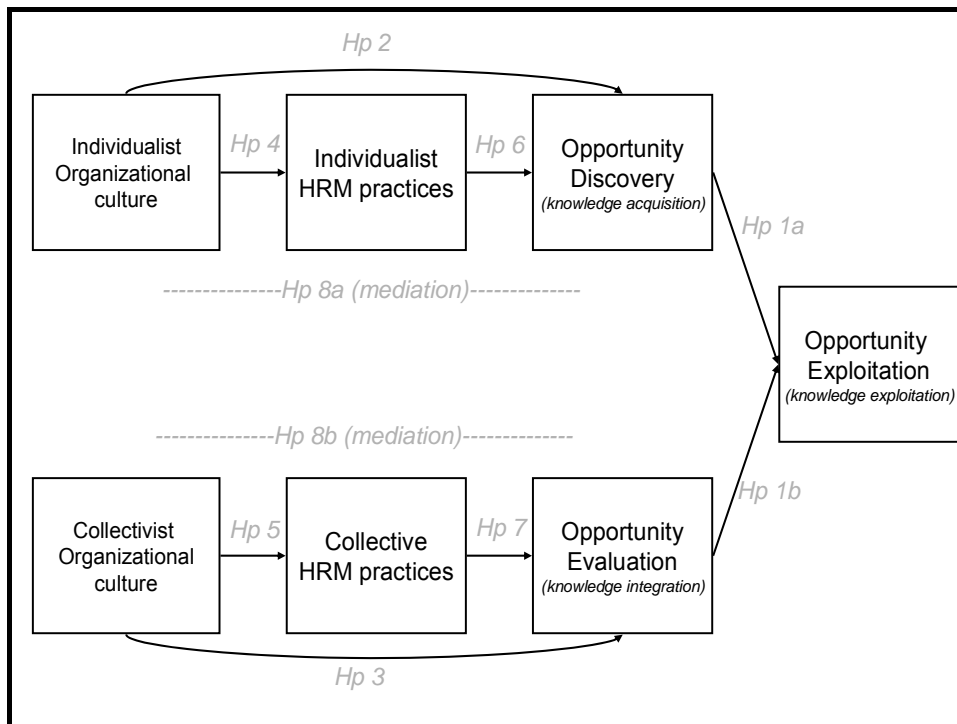 Hp 2
Individualist
Organizational
culture
Hp 4
Individualist
HRM practices
Hp 6
Opportunity
Discovery
(knowledge acquisition)
Hp 1a
---------------Hp 8a (mediation)--------------
Opportunity
Exploitation
(knowledge exploitation)
---------------Hp 8b (mediation)--------------
Hp 1b
Collectivist
Organizational
culture
Hp 5
Collective
HRM practices
Hp 7
Opportunity
Evaluation
(knowledge integration)
Hp 3